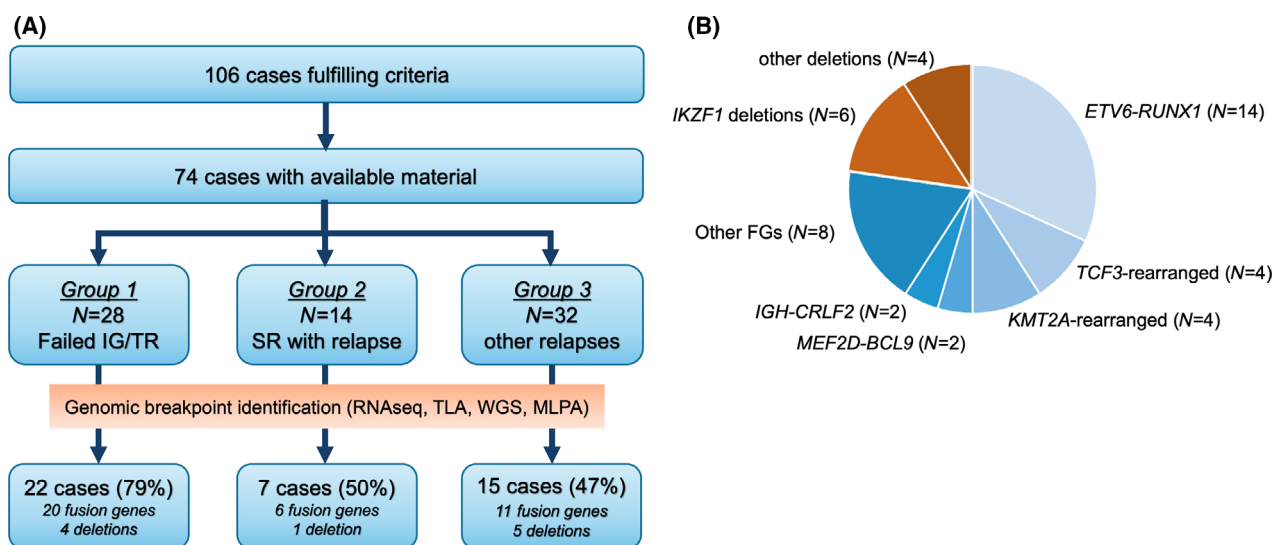 (A)
106 cases fulfilling criteria
74 cases with available material
Group 1
N=28
Failed IG/TR
Group 2
N=14
SR with relapse
Group 3
N=32
other relapses
Genomic breakpoint identification (RNAseq, TLA, WGS, MLPA)
22 cases (79%)
20 fusion genes
4 deletions
7 cases (50%)
6 fusion genes
1 deletion
15 cases (47%)
11 fusion genes
5 deletions
(B)
other deletions (N=4)
ETV6-RUNX1 (N=14)
IKZF1 deletions (N=6)
Other FGs (N=8)
TCF3-rearranged (N=4)
IGH-CRLF2 (N=2)
KMT2A-rearranged (N=4)
MEF2D-BCL9 (N=2)